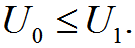 U₀ ≤ U₁.